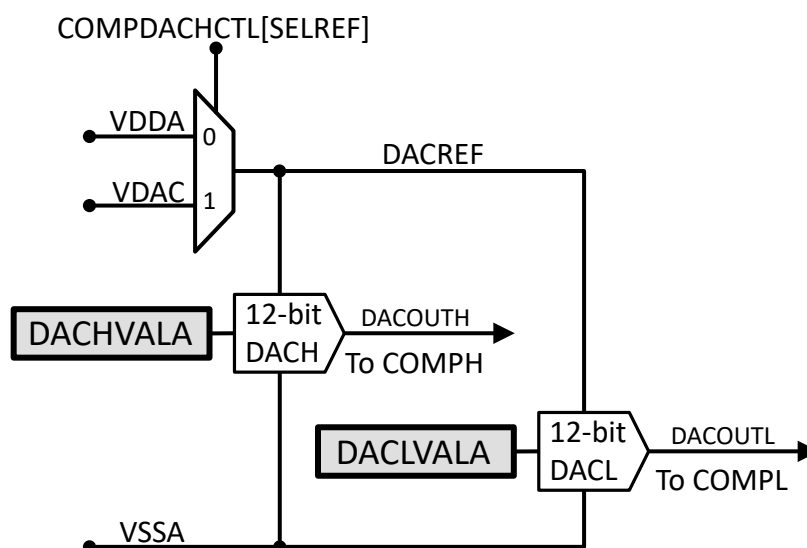 COMPDACHCTL[SELREF]
VDDA
0
DACREF
VDAC
1
DACHVALA
12-bit
DACH
DACOUTH
To COMPH
DACLVALA
12-bit
DACL
DACOUTL
To COMPL
VSSA